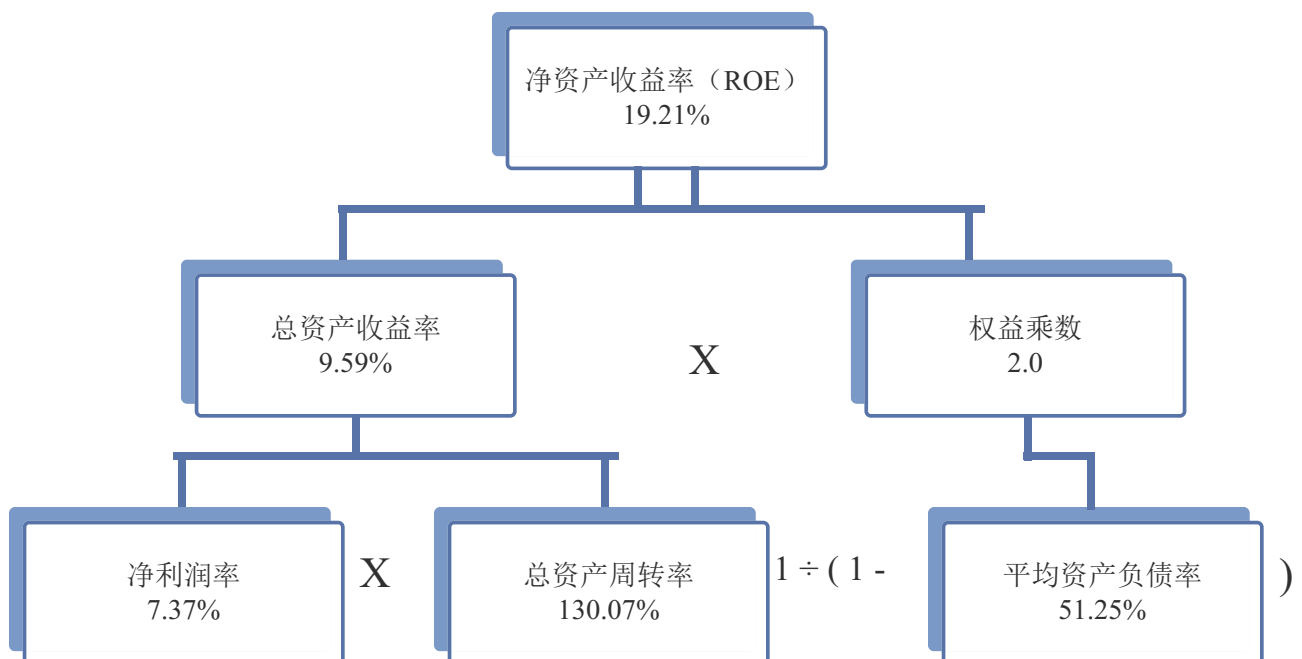 净资产收益率（ROE）
19.21%
总资产收益率
9.59%
X
权益乘数
2.0
净利润率
7.37%
X
总资产周转率
130.07%
1 ÷ ( 1 -
平均资产负债率
51.25%
)